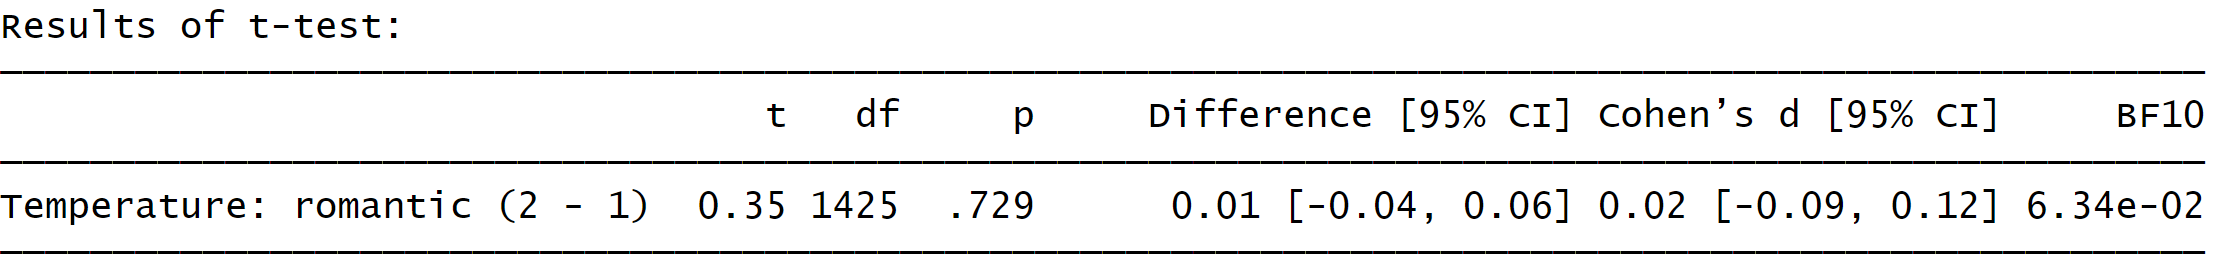 Results of t-test:
t df p Difference [95% CI] Cohen’s d [95% CI] BF10
Temperature: romantic (2 - 1) 0.35 1425 .729 0.01 [-0.04, 0.06] 0.02 [-0.09, 0.12] 6.34e-02